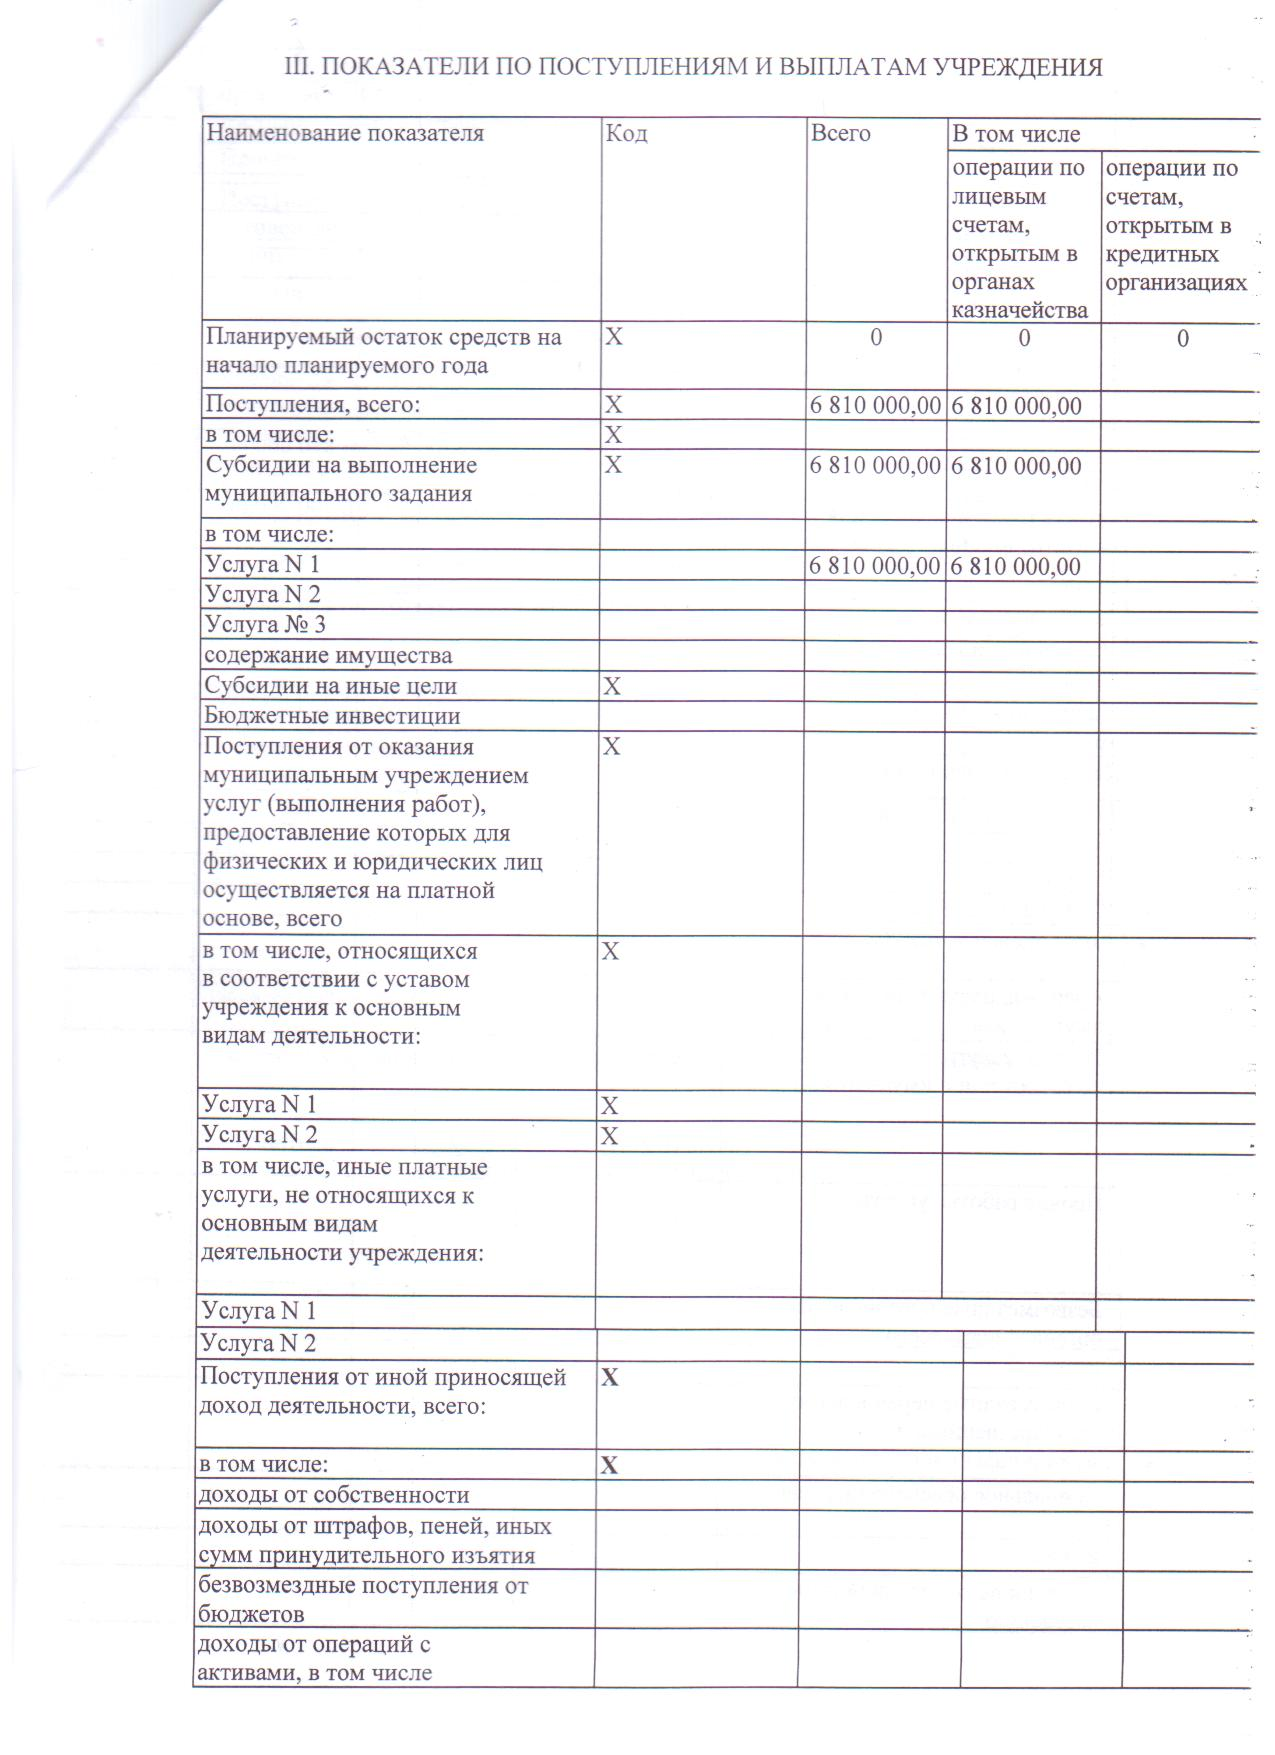 III. ПОКАЗАТЕЛИ ПО ПОСТУПЛЕНИЯМ И ВЫПЛАТАМ УЧРЕЖДЕНИЯ
Наименование показателя Код Всего В том числе
операции по лицевым счетам, открытым в органах казначейства
операции по счетам, открытым в кредитных организациях
Планируемый остаток средств на X 0 0 0
начало планируемого года
Поступления, всего: X 6 810 000,00 6 810 000,00
в том числе: X
Субсидии на выполнение X 6 810 000,00 6 810 000,00
муниципального задания
в том числе:
Услуга N 1 6 810 000,00 6 810 000,00
Услуга N 2
Услуга № 3
содержание имущества
Субсидии на иные цели X
Бюджетные инвестиции
Поступления от оказания X
муниципальным учреждением
услуг (выполнения работ),
предоставление которых для
физических и юридических лиц
осуществляется на платной
основе, всего
в том числе, относящихся X
в соответствии с уставом
учреждения к основным
видам деятельности:
Услуга N 1 X
Услуга N 2 X
в том числе, иные платные
услуги, не относящихся к
основным видам
деятельности учреждения:
Услуга N 1
Услуга N 2
Поступления от иной приносящей X
доход деятельности, всего:
в том числе: X
доходы от собственности
доходы от штрафов, пеней, иных
сумм принудительного изъятия
безвозмездные поступления от
бюджетов
доходы от операций с
активами, в том числе